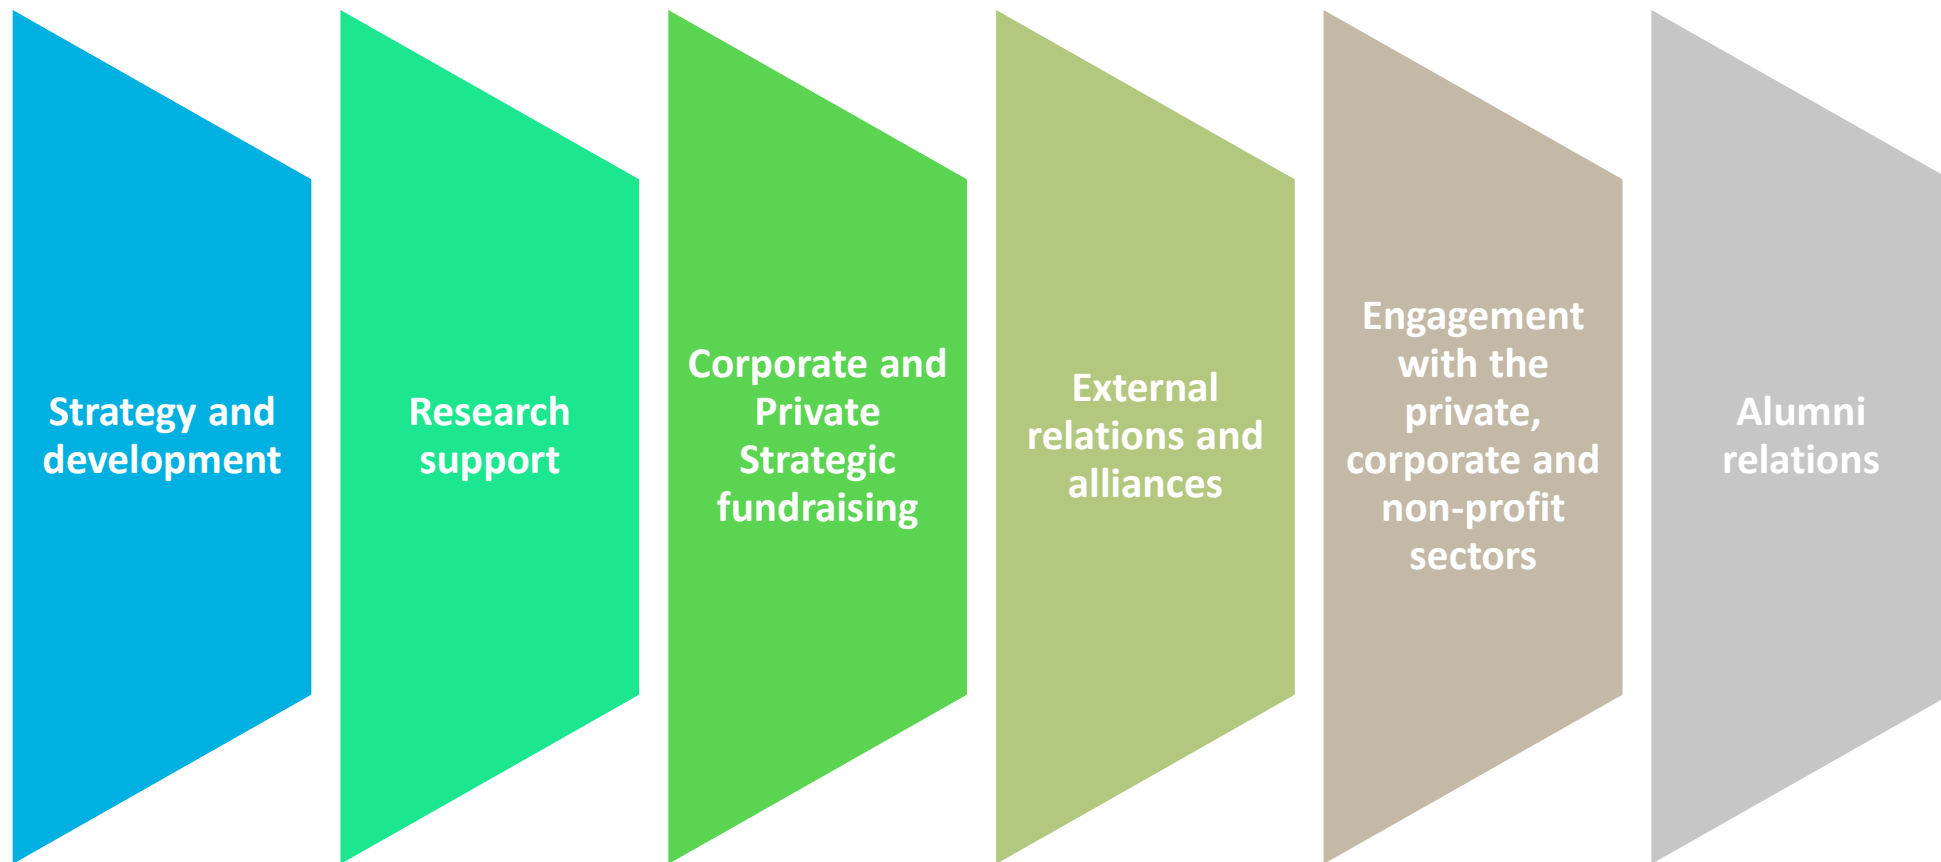 Strategy and
development
Research
support
Corporate and
Private
Strategic
fundraising
External
relations and
alliances
Engagement
with the
private,
corporate and
non-profit
sectors
Alumni
relations